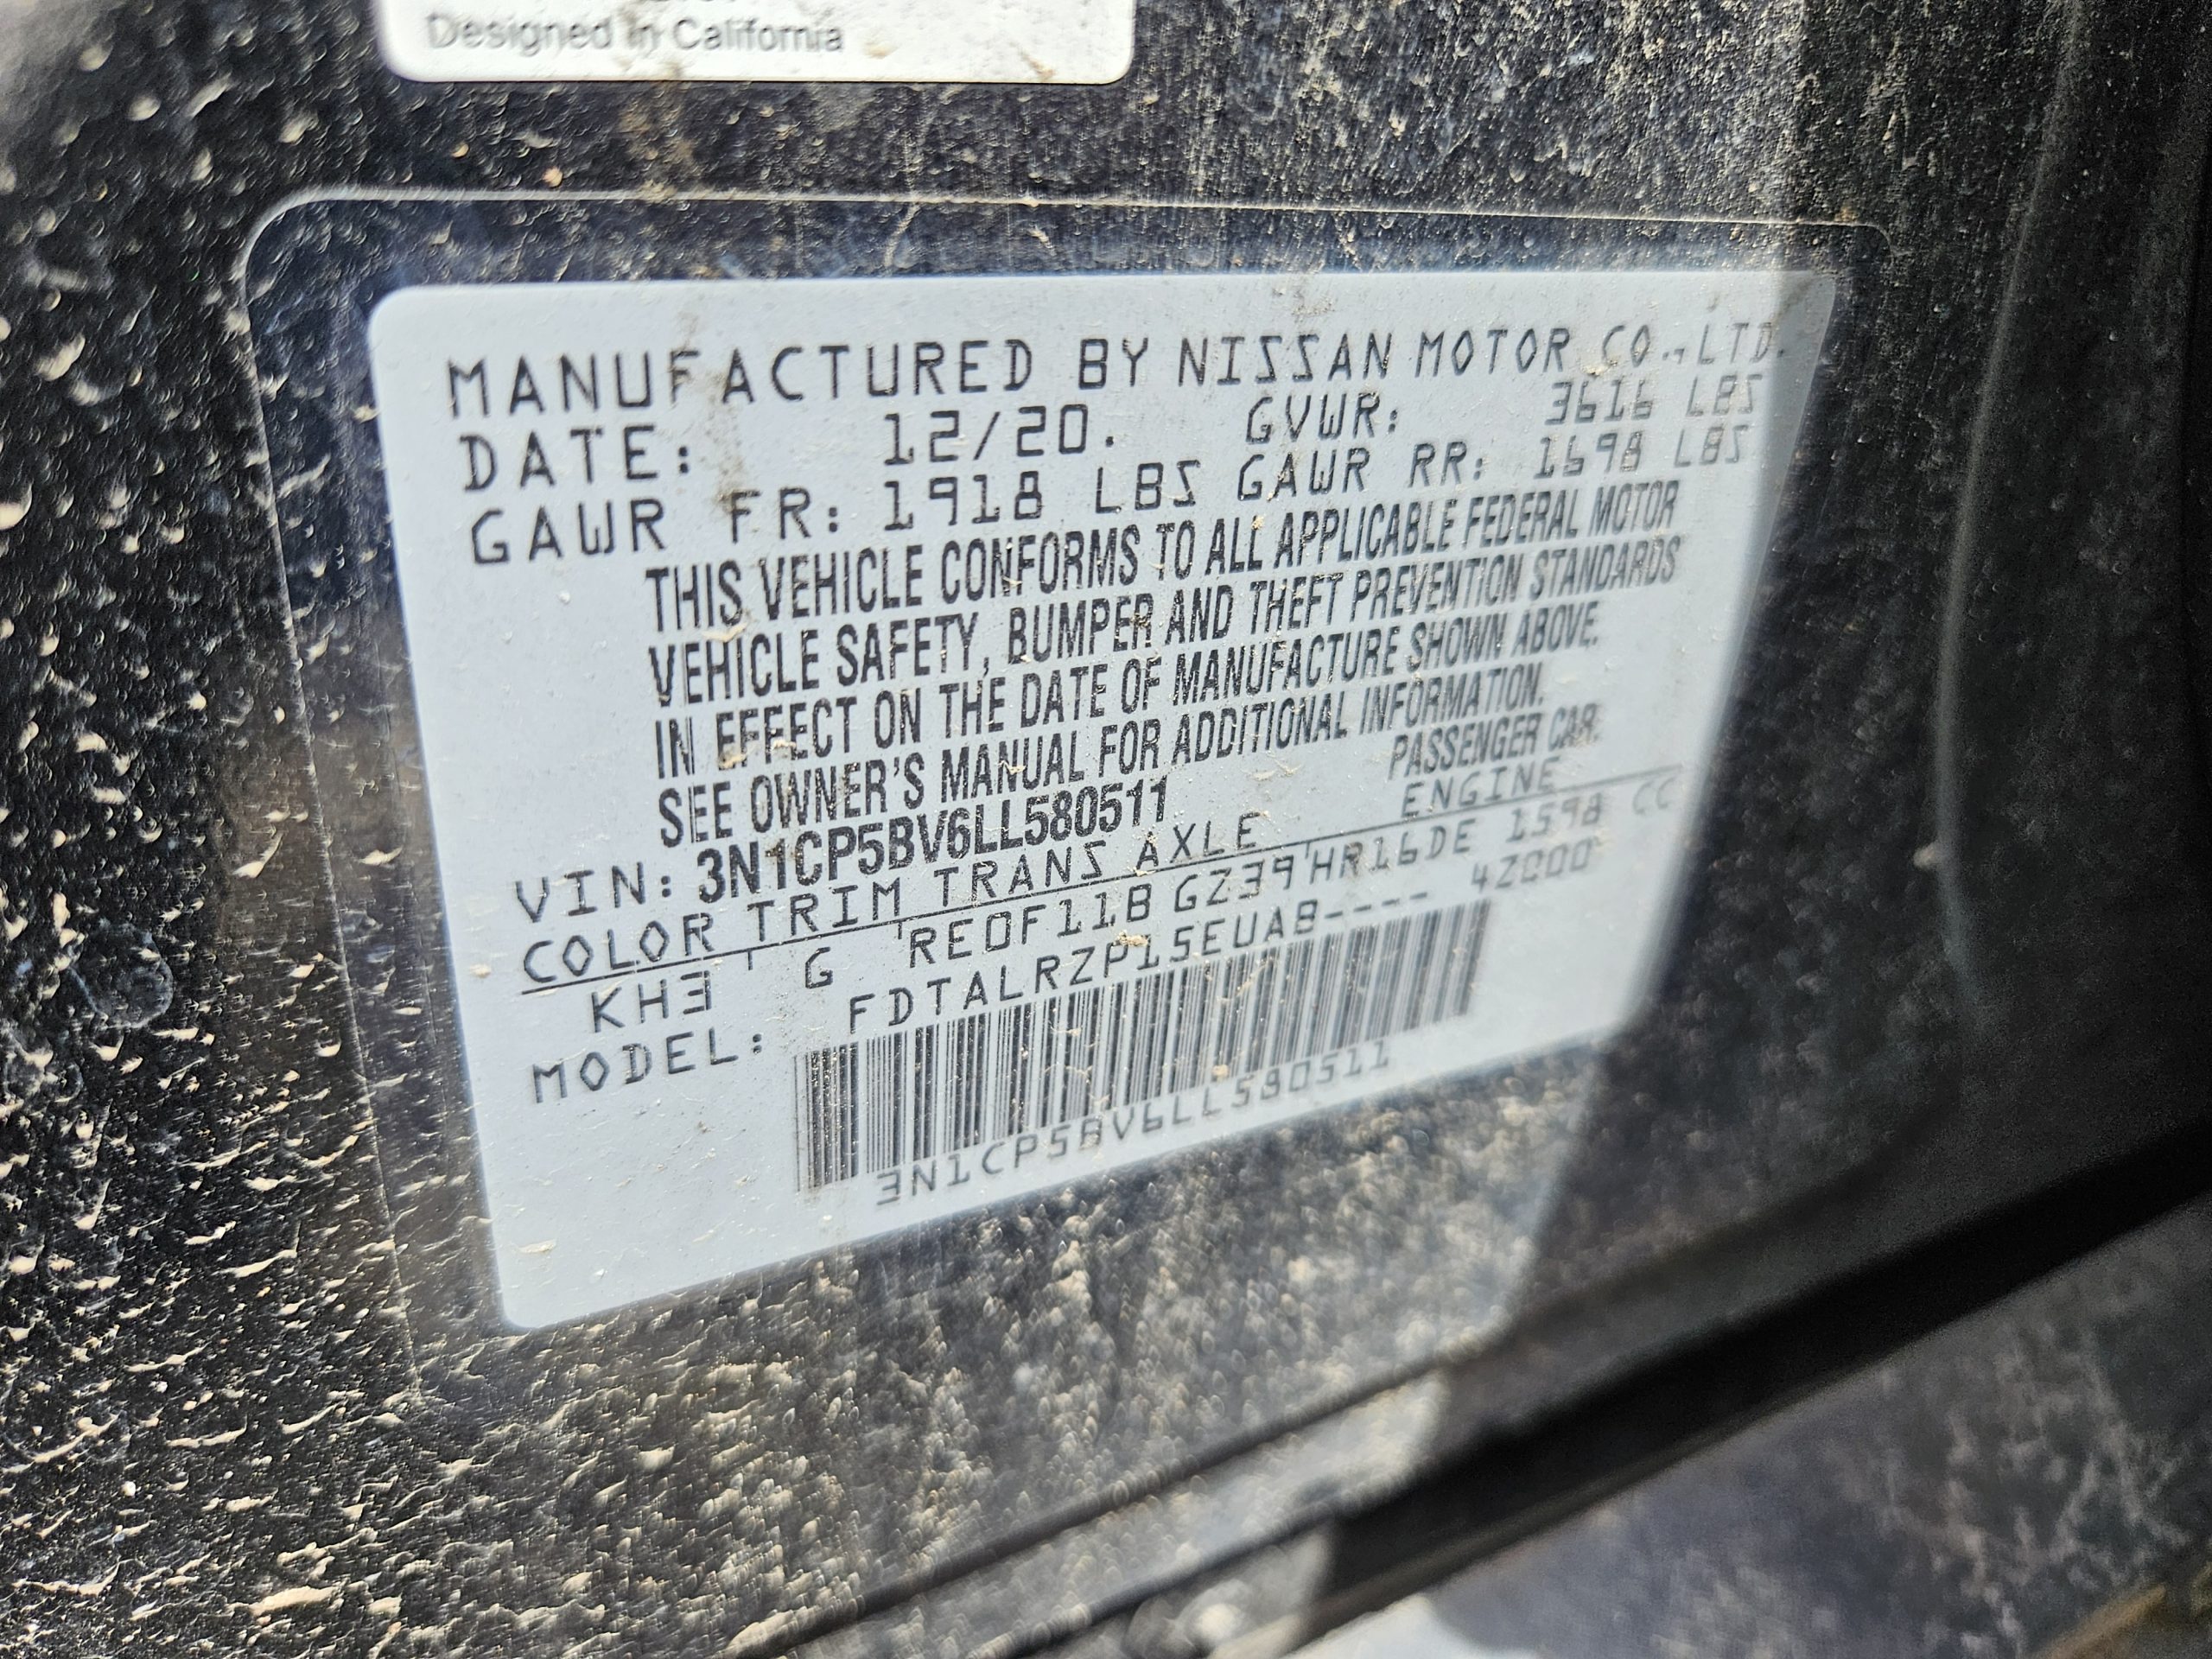 Designed in California
MANUFACTURED BY NISSAN MOTOR CO.,LTD.
DATE: 12/20. GVWR: 3616 LBS
GAWR FR: 1918 LBS GAWR RR: 1698 LBS
THIS VEHICLE CONFORMS TO ALL APPLICABLE FEDERAL MOTOR
VEHICLE SAFETY, BUMPER AND THEFT PREVENTION STANDARDS
IN EFFECT ON THE DATE OF MANUFACTURE SHOWN ABOVE.
SEE OWNER'S MANUAL FOR ADDITIONAL INFORMATION.
VIN: 3N1CP5BV6LL580511 PASSENGER CAR.
COLOR TRIM TRANS AXLE ENGINE
KH3 G RE0F11B GZ39 HR16DE 1598 CC
MODEL: FDTALRZP15EUAB---- 4Z000
3N1CP5BV6LL580511